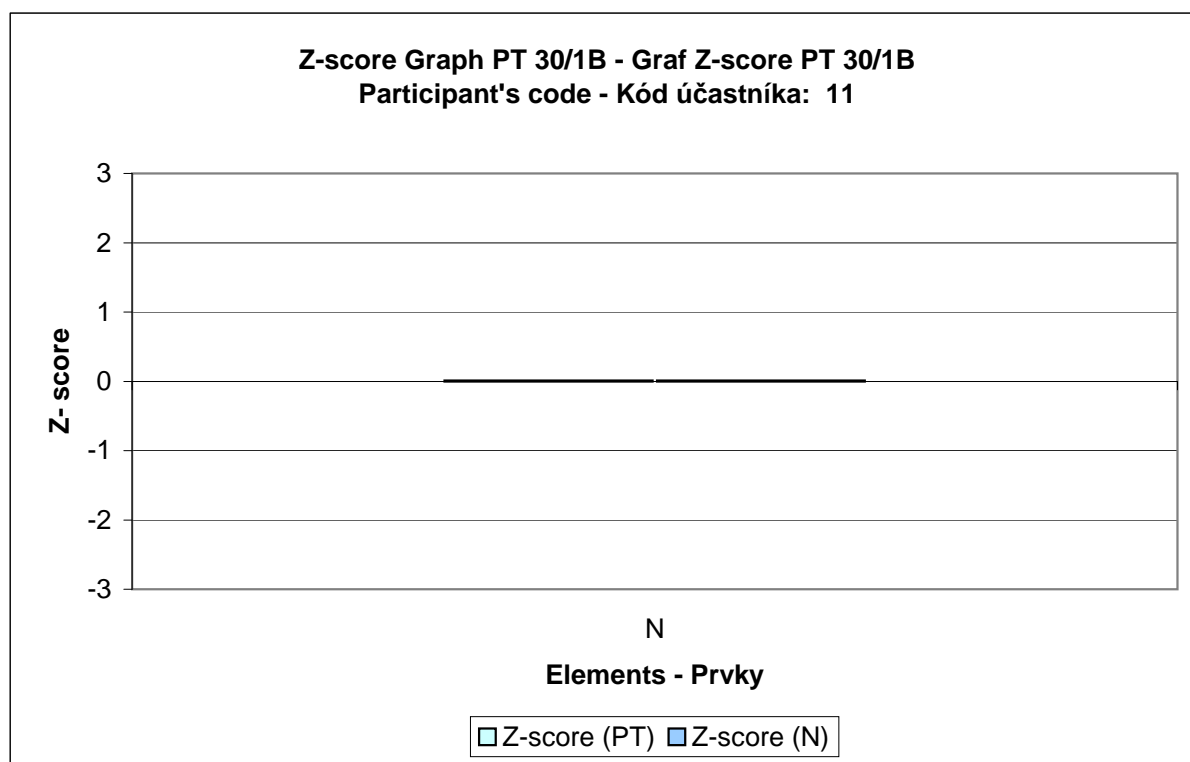 Z-score Graph PT 30/1B - Graf Z-score PT 30/1B
Participant's code - Kód účastníka: 11
3
2
1
0
-1
-2
-3
Z- score
N
Elements - Prvky
Z-score (PT) Z-score (N)